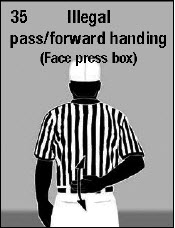 35 Illegal
pass/forward handing
(Face press box)